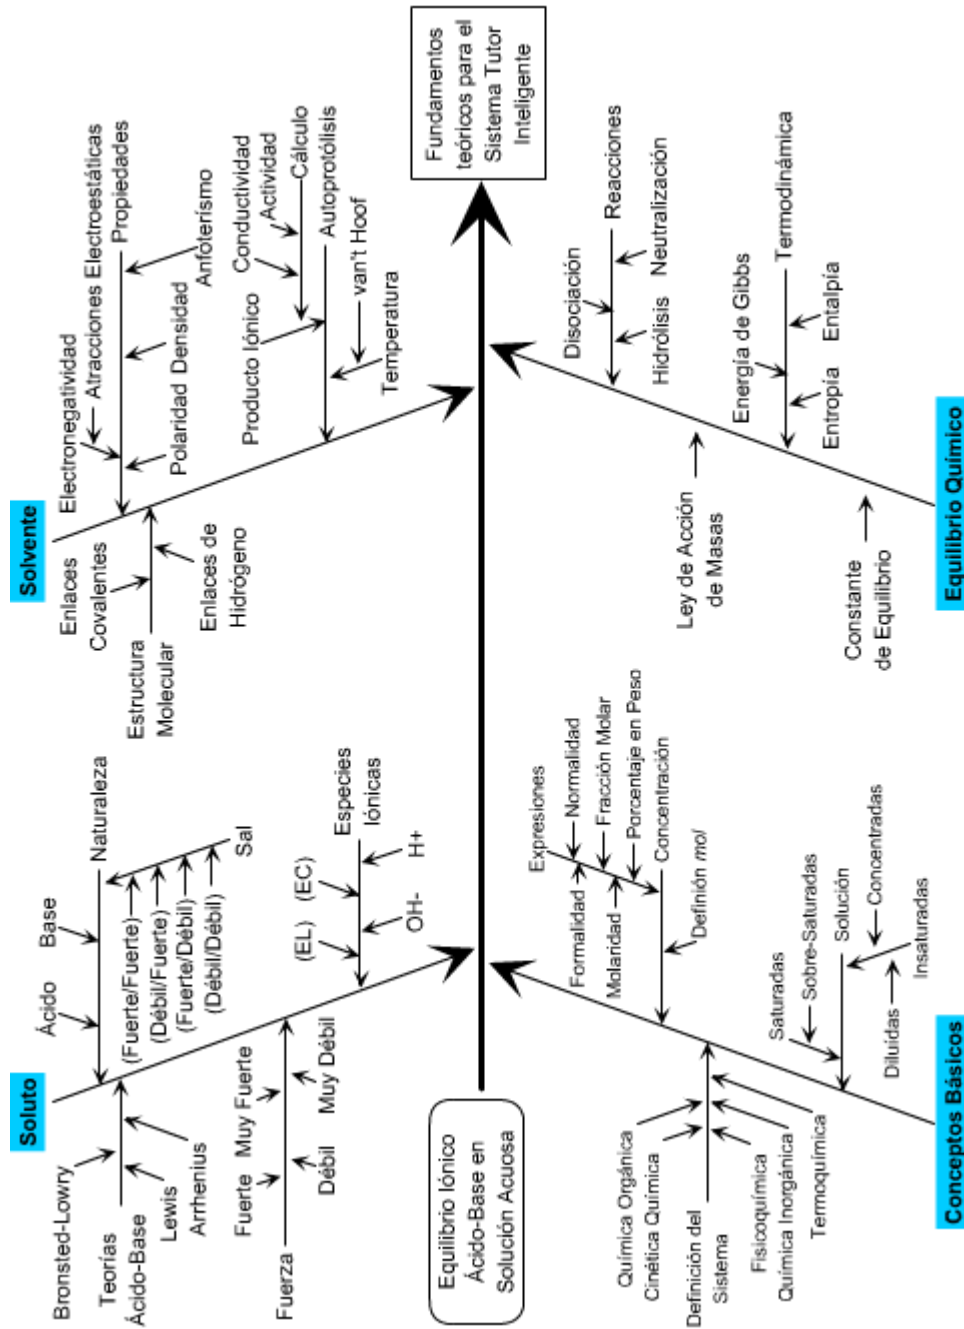 Soluto
Bronsted-Lowry
Teorías
Ácido-Base
Lewis
Arrhenius
Ácido
Base
Naturaleza
(Fuerte/Fuerte)
(Débil/Fuerte)
(Fuerte/Débil)
(Débil/Débil)
Sal
Fuerza
Fuerte
Muy Fuerte
Débil
Muy Débil
(EL)
(EC)
Especies
Iónicas
OH-
H+
Solvente
Enlaces
Covalentes
Estructura
Molecular
Enlaces de
Hidrógeno
Electronegatividad
Atracciones Electroestáticas
Propiedades
Polaridad
Densidad
Anfoterísmo
Producto Iónico
Conductividad
Actividad
Cálculo
Autoprotólisis
van't Hoof
Temperatura
Equilibrio Iónico
Ácido-Base en
Solución Acuosa
Fundamentos
teóricos para el
Sistema Tutor
Inteligente
Química Orgánica
Cinética Química
Definición del
Sistema
Fisicoquímica
Química Inorgánica
Termoquímica
Expresiones
Formalidad
Normalidad
Molaridad
Fracción Molar
Porcentaje en Peso
Concentración
Definión mol
Saturadas
Sobre-Saturadas
Solución
Diluídas
Concentradas
Insaturadas
Conceptos Básicos
Ley de Acción
de Masas
Constante
de Equilibrio
Disociación
Reacciones
Hidrólisis
Neutralización
Energía de Gibbs
Termodinámica
Entropía
Entalpía
Equilibrio Químico